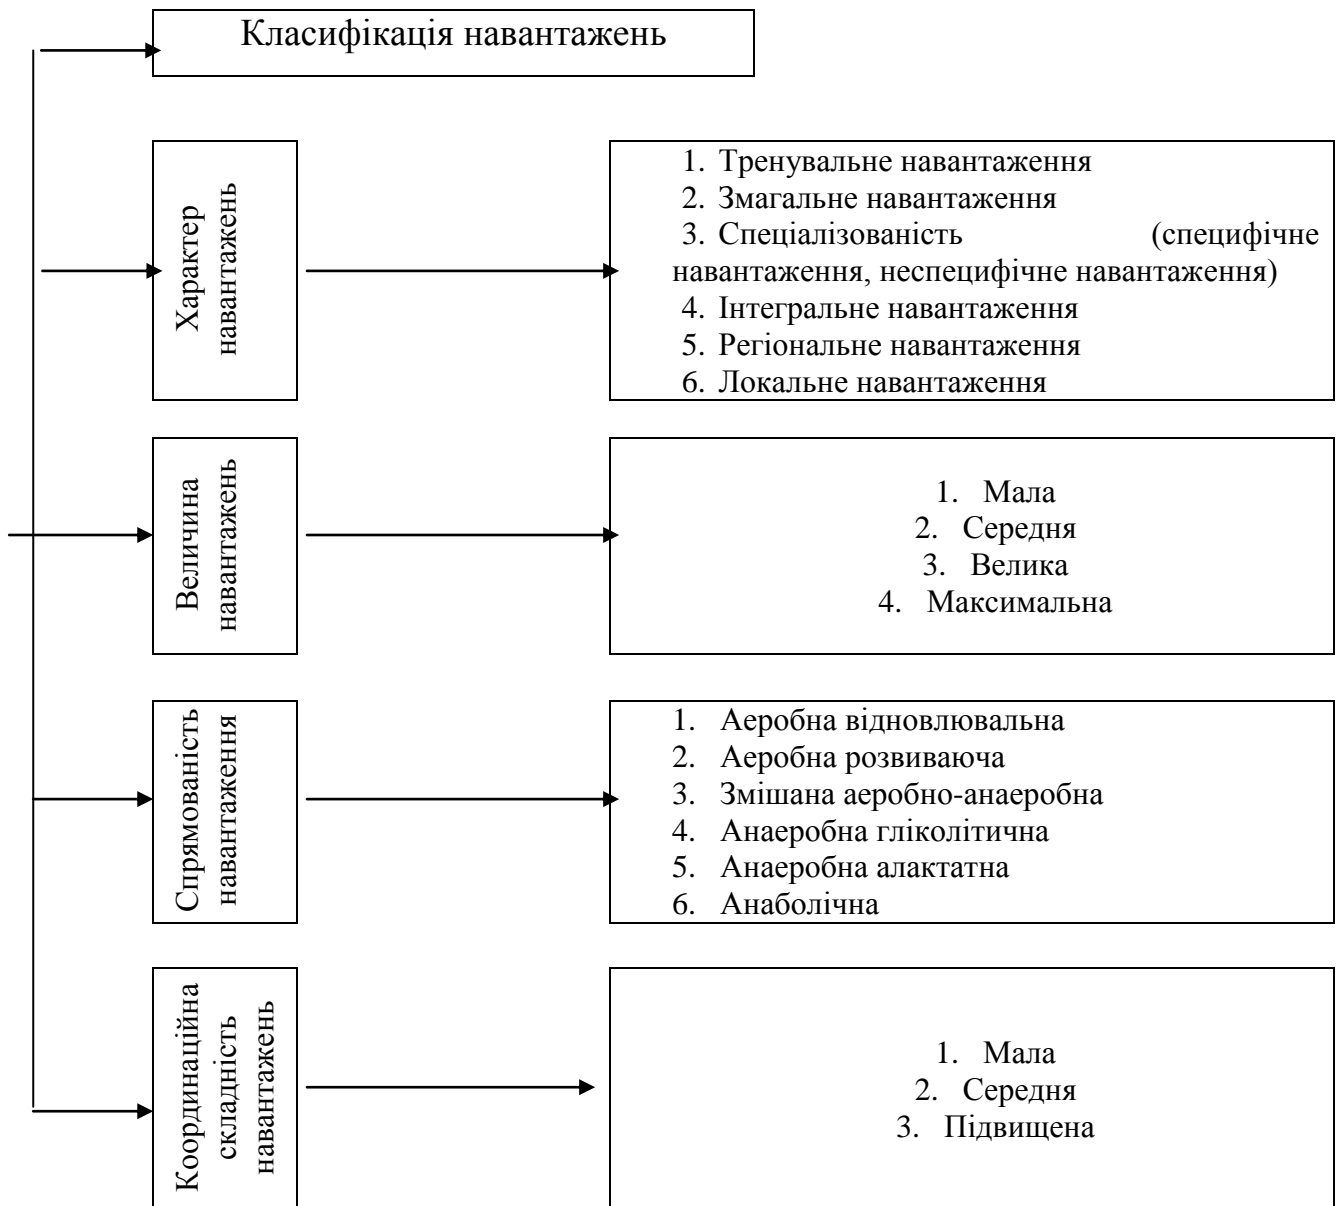 Класифікація навантажень
Характер
навантажень
1. Тренувальне навантаження
2. Змагальне навантаження
3. Спеціалізованість (специфічне
навантаження, неспецифічне навантаження)
4. Інтегральне навантаження
5. Регіональне навантаження
6. Локальне навантаження
Величина
навантажень
1. Мала
2. Середня
3. Велика
4. Максимальна
Спрямованість
навантаження
1. Аеробна відновлювальна
2. Аеробна розвиваюча
3. Змішана аеробно-анаеробна
4. Анаеробна гліколітична
5. Анаеробна алактатна
6. Анаболічна
Координаційна
складність
навантажень
1. Мала
2. Середня
3. Підвищена